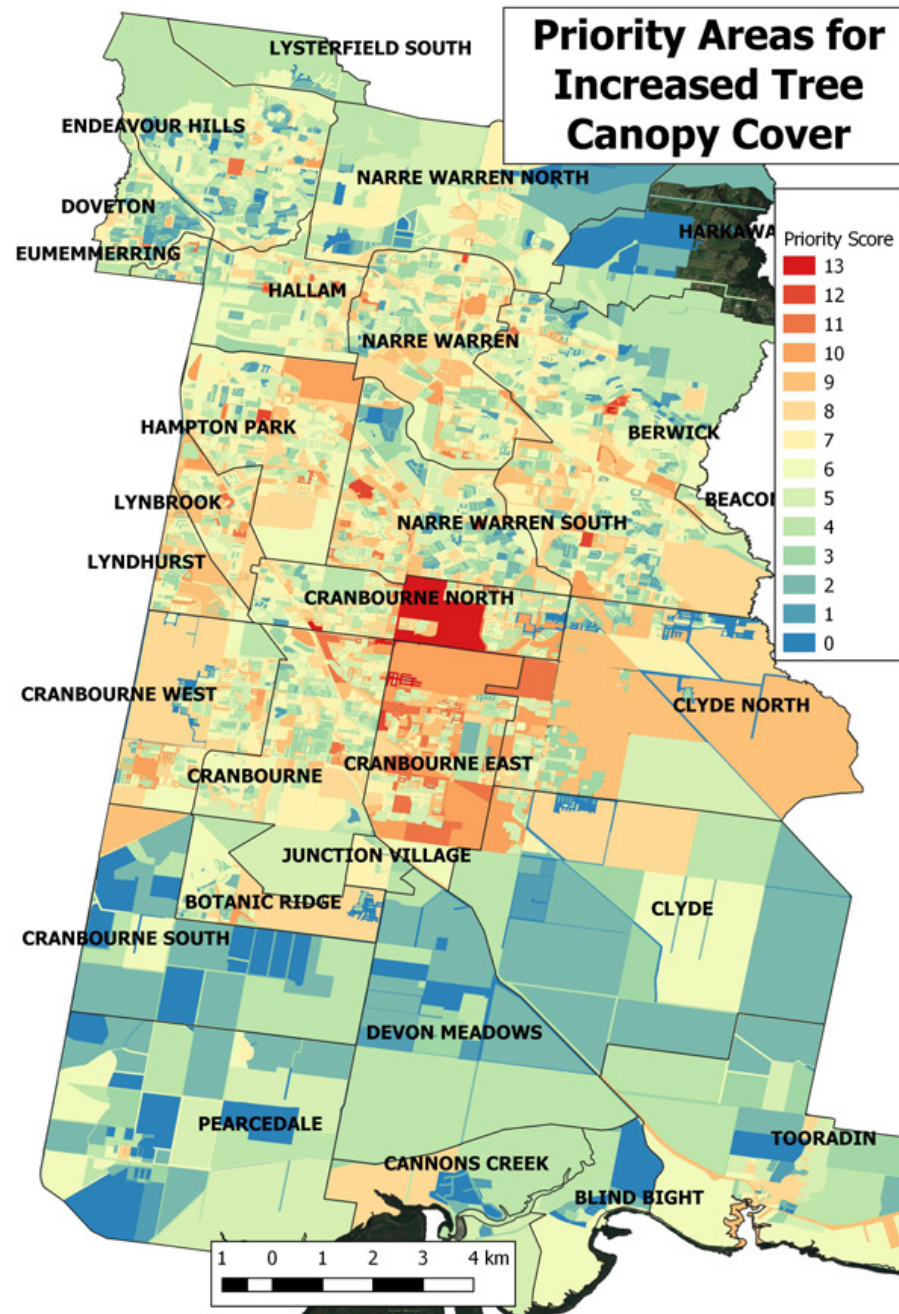 Priority Areas for
Increased Tree
Canopy Cover
LYSTERFIELD SOUTH
ENDEAVOUR HILLS
NARRE WARREN NORTH
DOVETON
HARKAWA
EUMEMMERRING
HALLAM
NARRE WARREN
HAMPTON PARK
BERWICK
LYNBROOK
BEACON
NARRE WARREN SOUTH
LYNDHURST
CRANBOURNE NORTH
CRANBOURNE WEST
CLYDE NORTH
CRANBOURNE
CRANBOURNE EAST
JUNCTION VILLAGE
BOTANIC RIDGE
CLYDE
CRANBOURNE SOUTH
DEVON MEADOWS
PEARCEDALE
TOORADIN
CANNONS CREEK
BLIND BIGHT
Priority Score
13
12
11
10
9
8
7
6
5
4
3
2
1
0
1 0 1 2 3 4 km